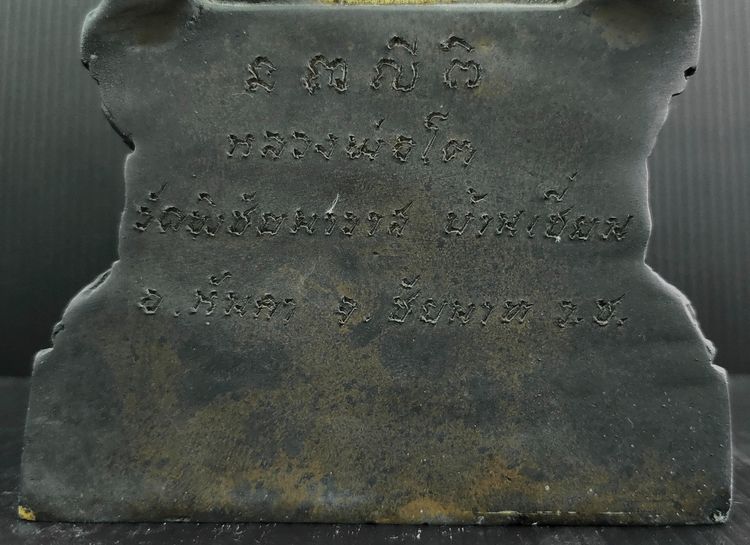 หลวงพ่อโต
วัดพิชัยนาวาส บ้านเชี่ยน
อ.หันคา จ.ชัยนาท